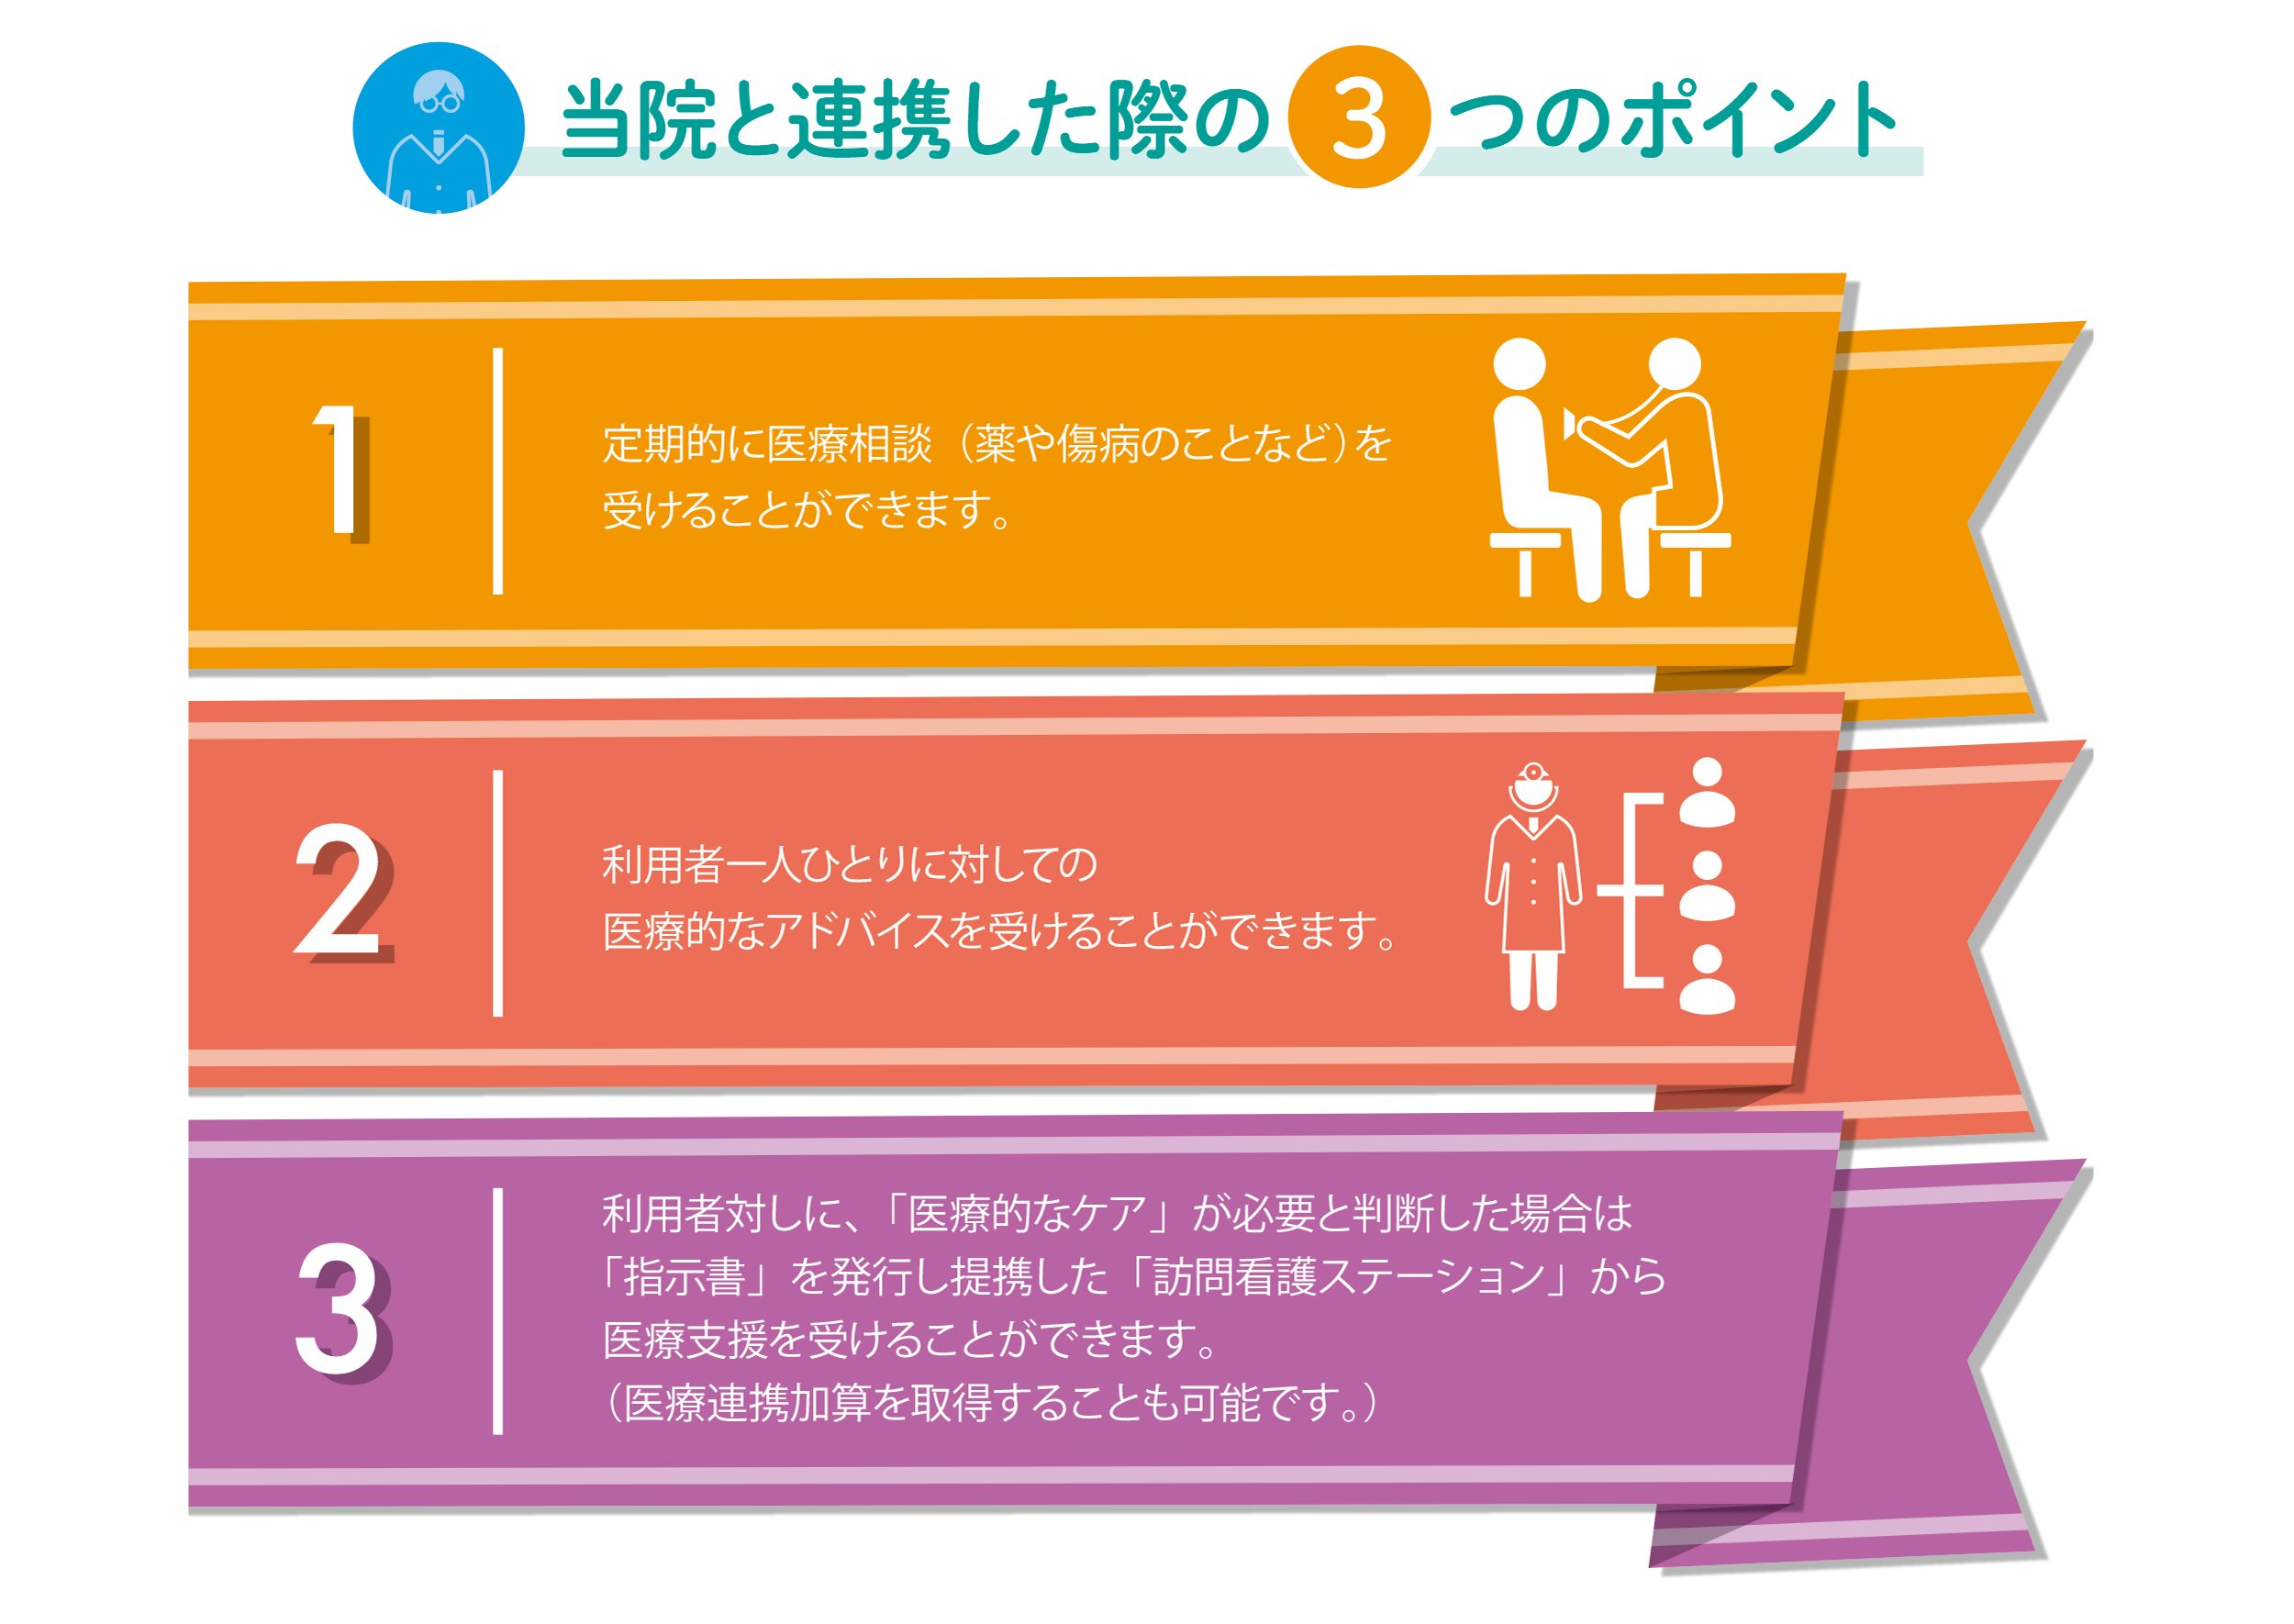 当院と連携した際の3つのポイント
1
定期的に医療相談（薬や傷病のことなど）を
受けることができます。
2
利用者一人ひとりに対しての
医療的なアドバイスを受けることができます。
3
利用者対しに、「医療的なケア」が必要と判断した場合は
「指示書」を発行し提携した「訪問看護ステーション」から
医療支援を受けることができます。
（医療連携加算を取得することも可能です。）